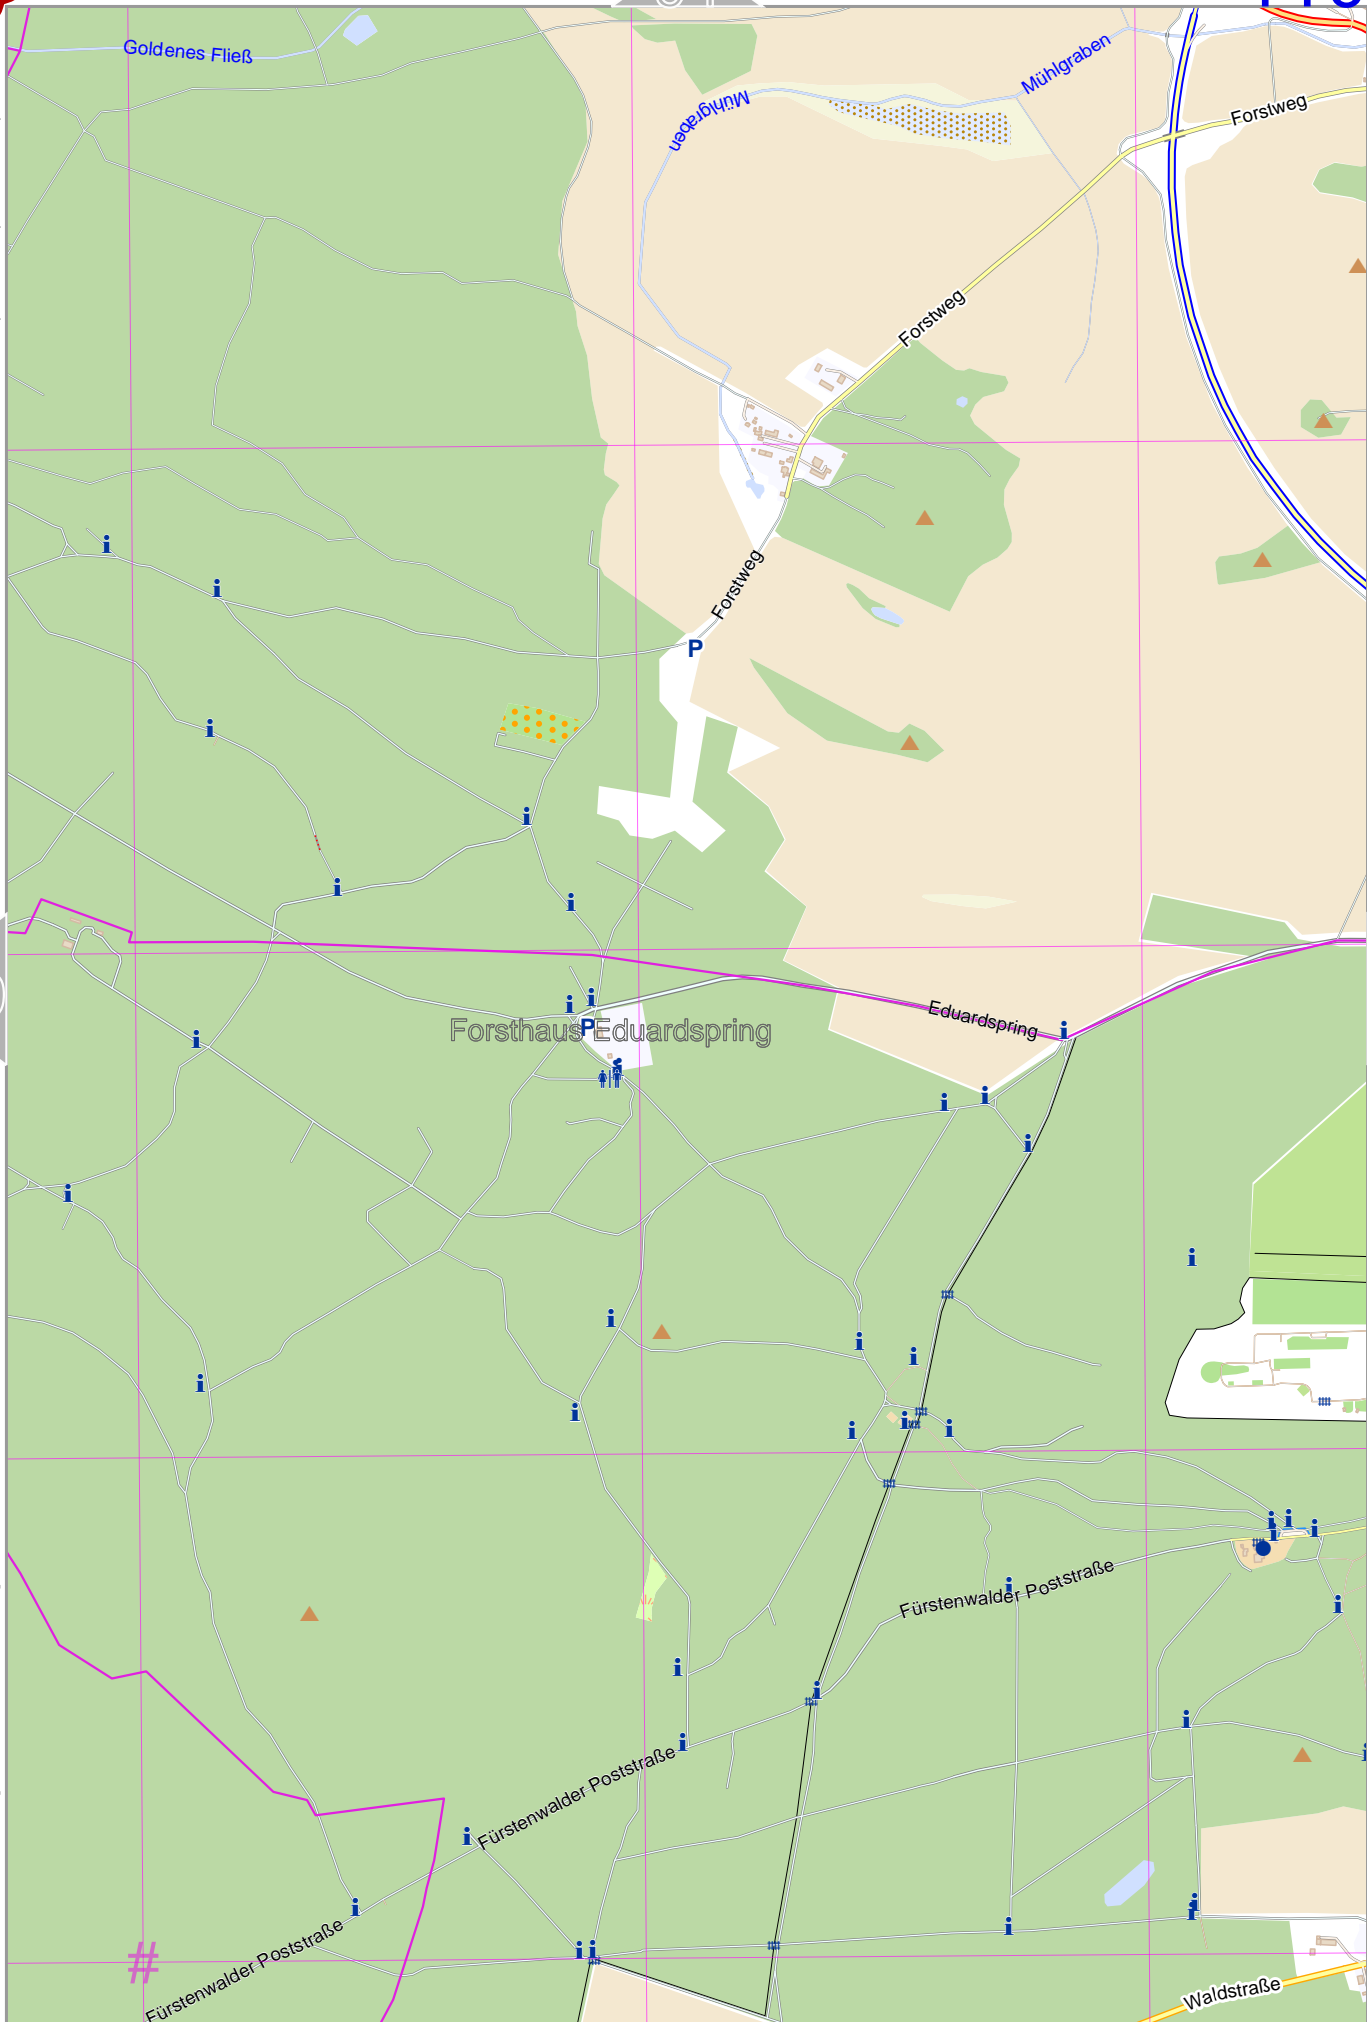 Goldenes Fließ
Mühlgraben
Mühlgraben
Forstweg
Forstweg
Forstweg
P
Eduardspring
Forsthaus Eduardspring
P
Fürstenwalder Poststraße
Fürstenwalder Poststraße
Fürstenwalder Poststraße
#
Waldstraße